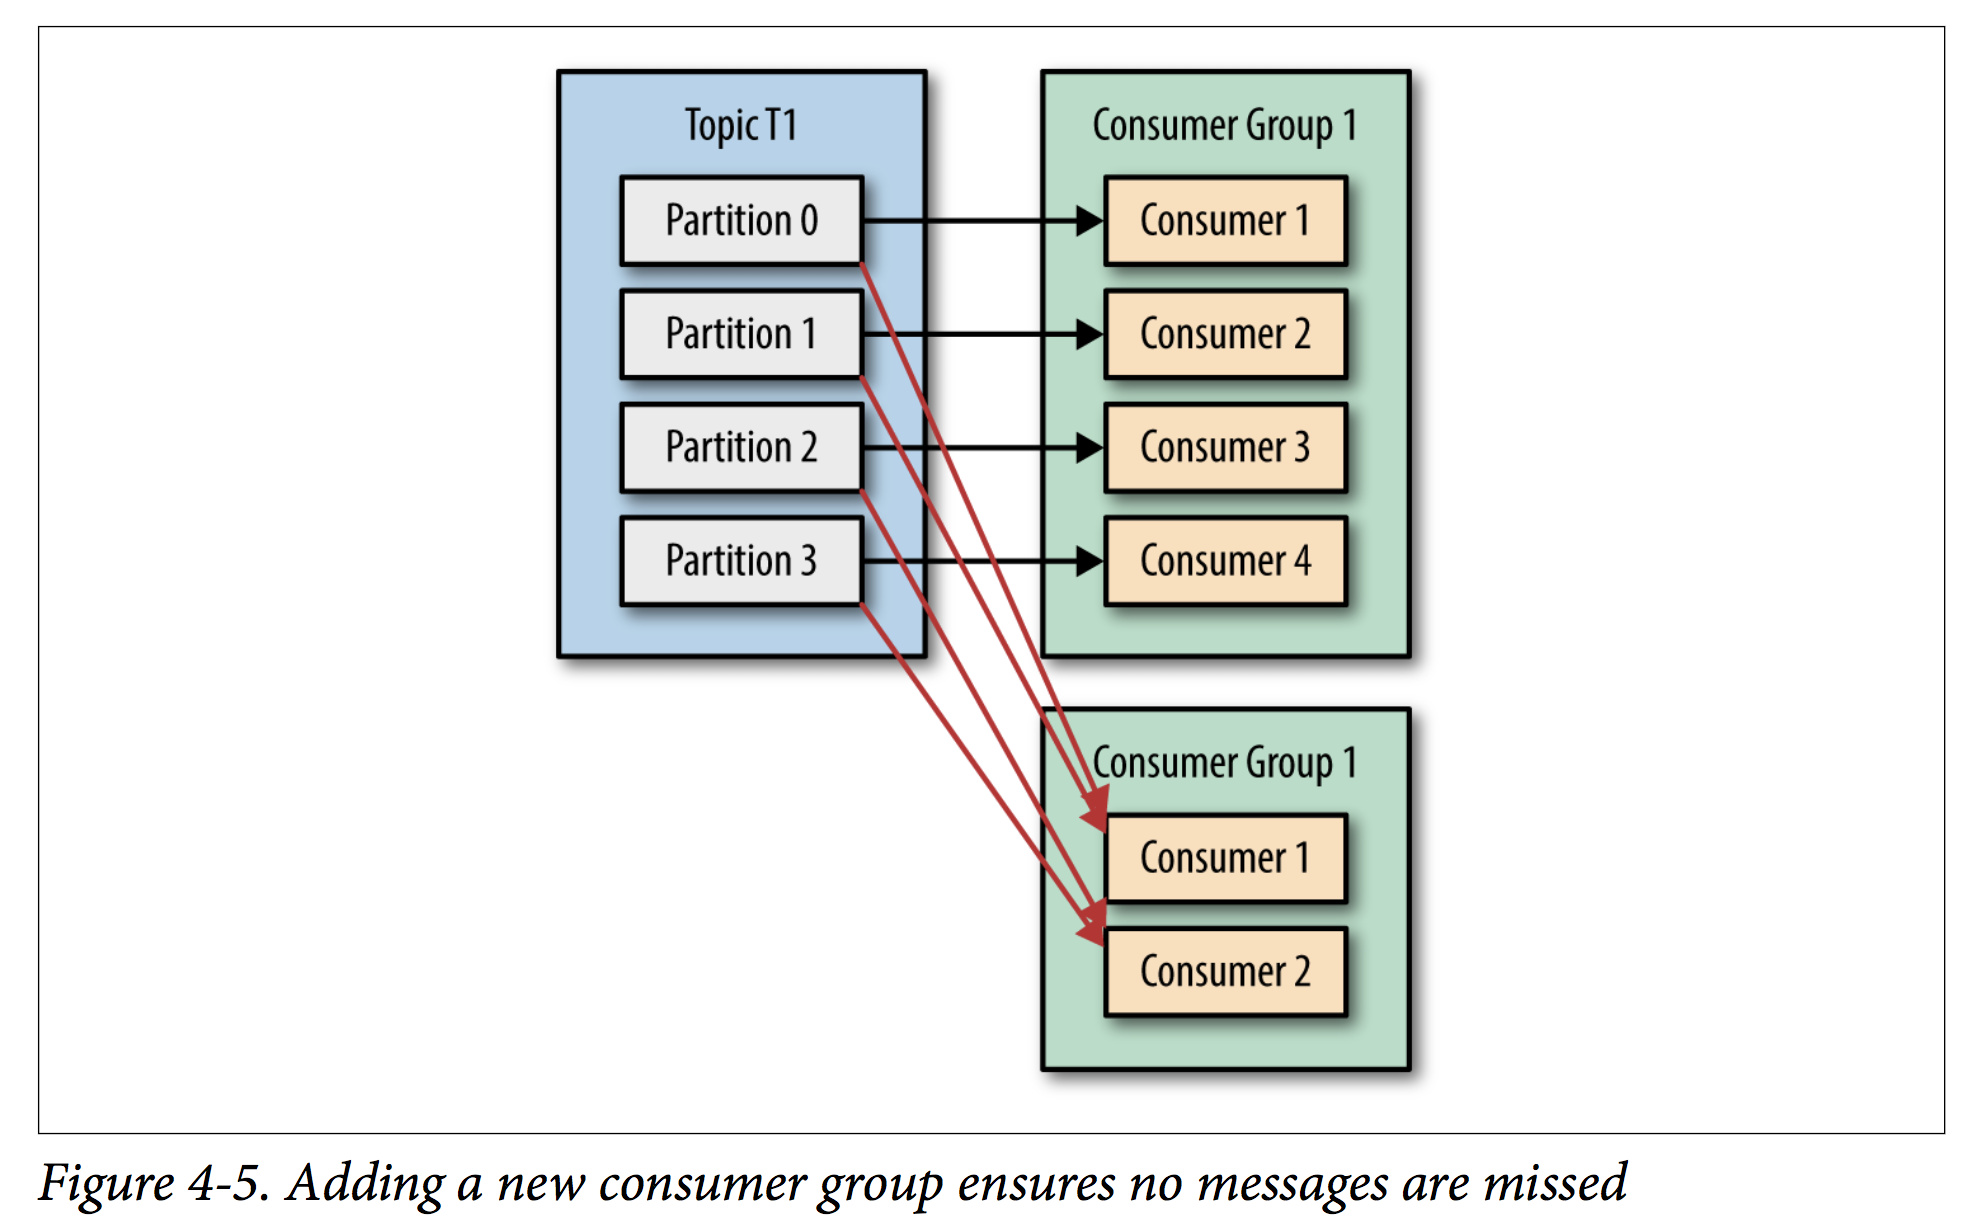 Topic T1
Partition 0
Partition 1
Partition 2
Partition 3
Consumer Group 1
Consumer 1
Consumer 2
Consumer 3
Consumer 4
Consumer Group 1
Consumer 1
Consumer 2
Figure 4-5. Adding a new consumer group ensures no messages are missed